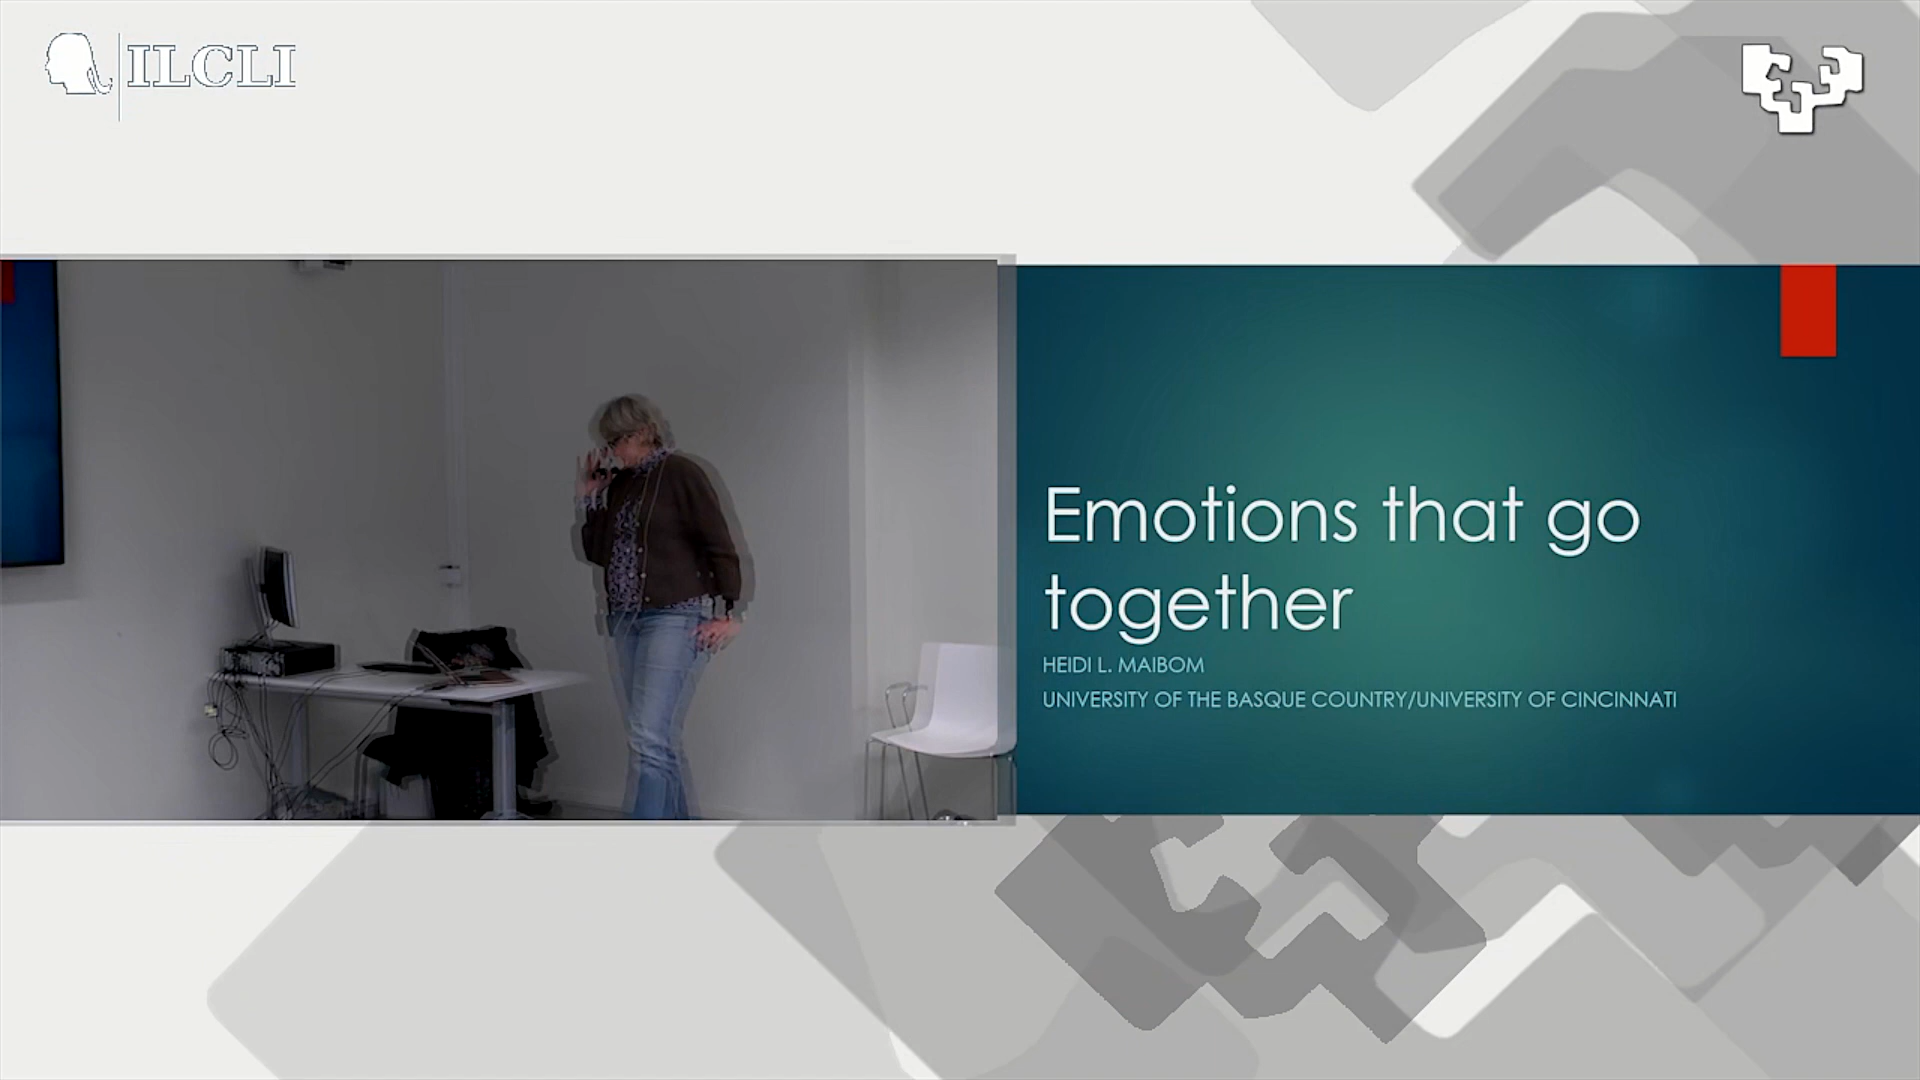 ILCLI
Emotions that go
together
HEIDI L. MAIBOM
UNIVERSITY OF THE BASQUE COUNTRY/UNIVERSITY OF CINCINNATI